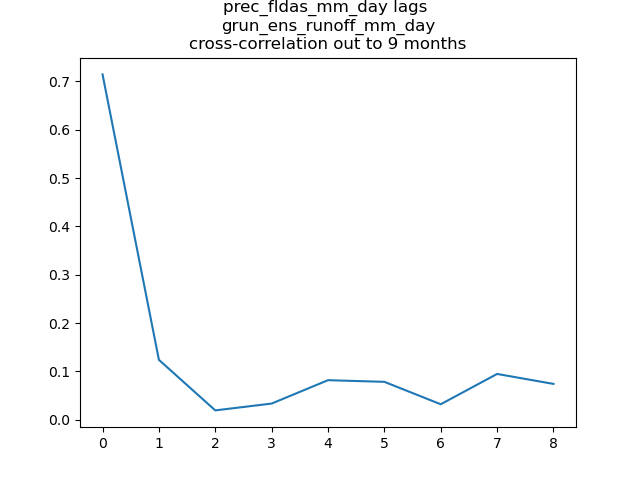 prec_fldas_mm_day lags
grun_ens_runoff_mm_day
cross-correlation out to 9 months
0.7
0.6
0.5
0.4
0.3
0.2
0.1
0.0
0 1 2 3 4 5 6 7 8